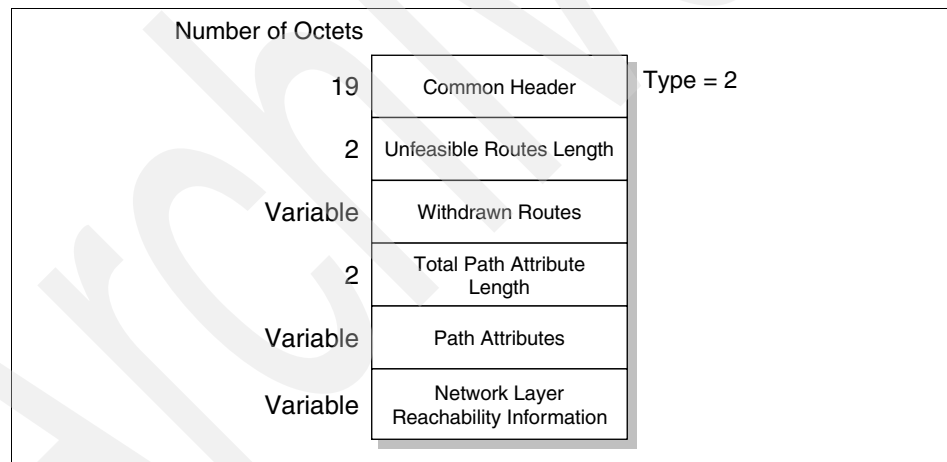 Number of Octets
19 Common Header Type = 2
2 Unfeasible Routes Length
Variable Withdrawn Routes
2 Total Path Attribute
Length
Variable Path Attributes
Variable Network Layer
Reachability Information